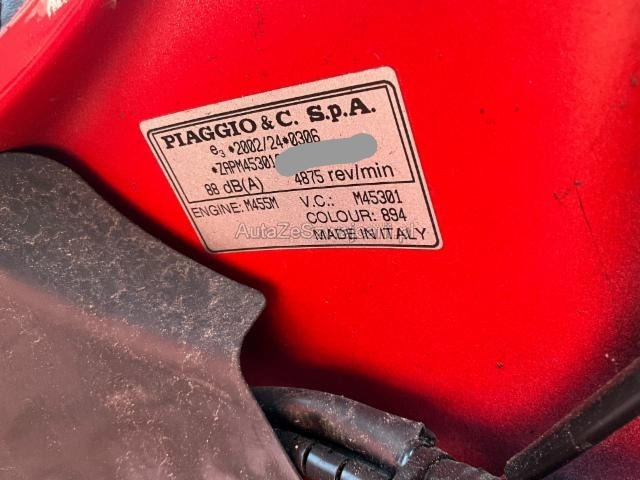 PIAGGIO & C. S.p.A.
e3 *2002/24*0306
*ZAPM45301
88 dB(A) 4875 rev/min
ENGINE: M455M V.C.: M45301
COLOUR: 894
MADE IN ITALY